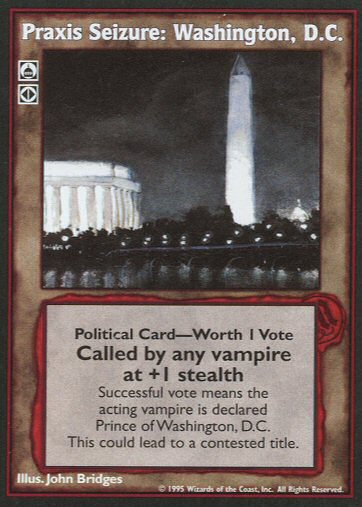 Praxis Seizure: Washington, D.C.
Political Card—Worth 1 Vote
Called by any vampire
at +1 stealth
Successful vote means the
acting vampire is declared
Prince of Washington, D.C.
This could lead to a contested title.
Illus. John Bridges
© 1995 Wizards of the Coast, Inc. All Rights Reserved.